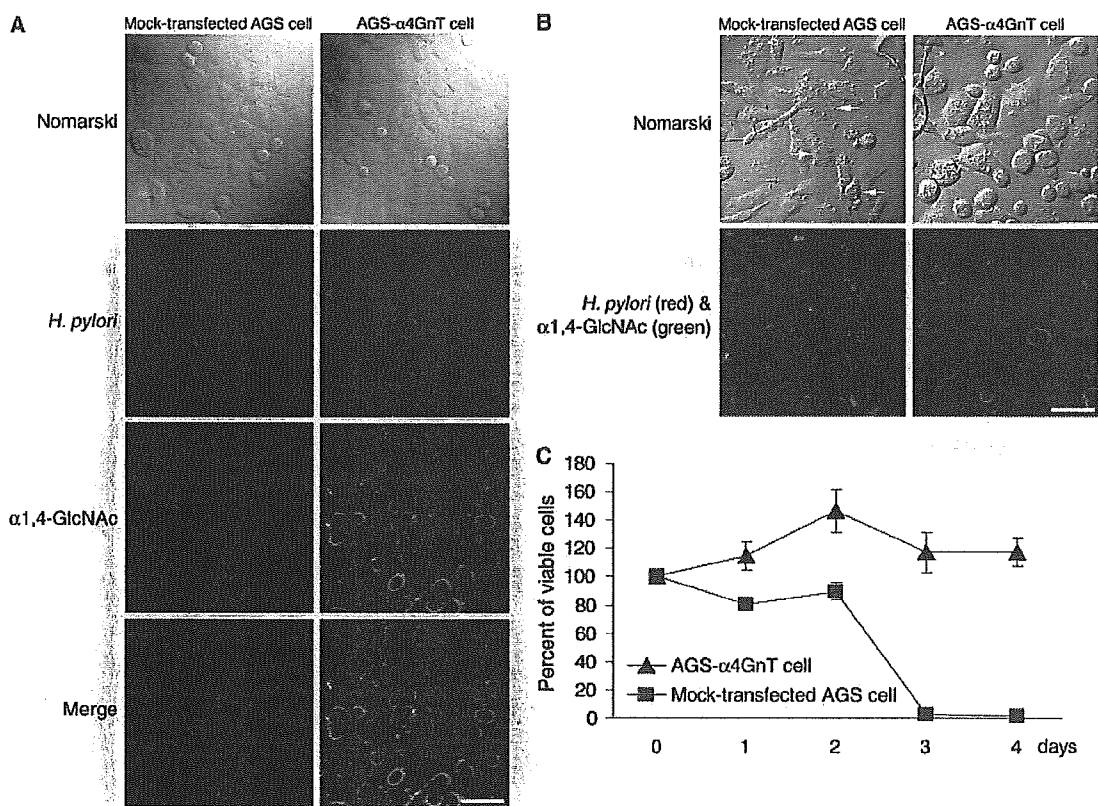 A
Mock-transfected AGS cell
AGS-α4GnT cell
Nomarski
H. pylori
α1,4-GlcNAc
Merge
B
Mock-transfected AGS cell
AGS-α4GnT cell
Nomarski
H. pylori (red) &
α1,4-GlcNAc (green)
C
Percent of viable cells
180
160
140
120
100
80
60
40
20
0
AGS-α4GnT cell
Mock-transfected AGS cell
0 1 2 3 4 days